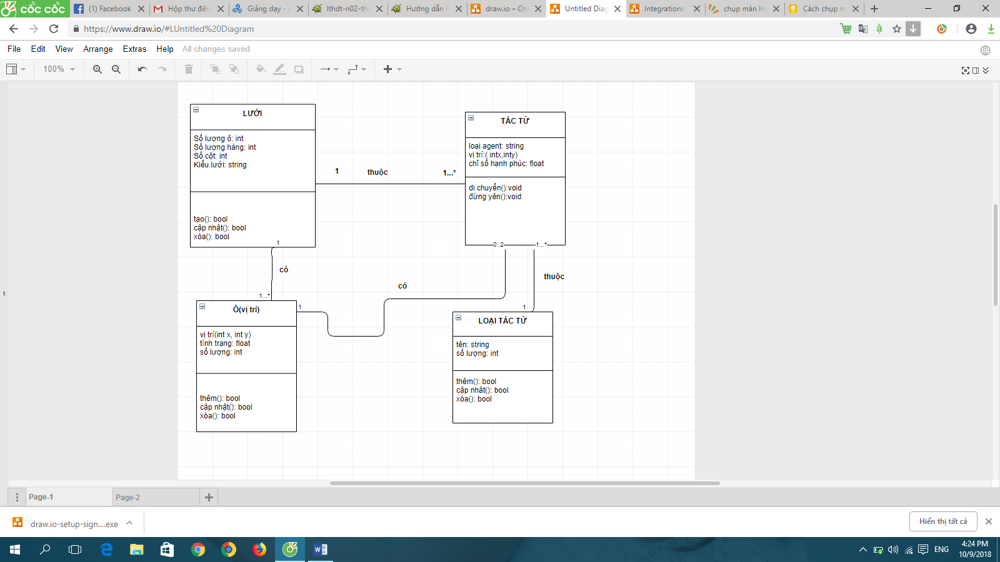 cốc cốc
(1) Facebook
Hộp thư đến
Giảng dạy -
lthdt-n02-th
Hướng dẫn l
draw.io – On
Untitled Dia
Integrations
chụp màn hì
Cách chụp m
https://www.draw.io/#LUntitled%20Diagram
File Edit View Arrange Extras Help All changes saved
100%
LƯỚI
Số lượng ô: int
Số lượng hàng: int
Số cột: int
Kiểu lưới: string
tạo(): bool
cập nhật(): bool
xóa(): bool
1
thuộc
1...*
TÁC TỬ
loại agent: string
vị trí:( intx,inty)
chỉ số hạnh phúc: float
di chuyển():void
đứng yên():void
0..2
1...*
1
có
1...*
có
thuộc
1
1
Ô(vị trí)
vị trí(int x, int y)
tình trạng: float
số lượng: int
thêm(): bool
cập nhật(): bool
xóa(): bool
LOẠI TÁC TỬ
tên: string
số lượng: int
thêm(): bool
cập nhât(): bool
xóa(): bool
Page-1
Page-2
draw.io-setup-sign....exe
Hiển thị tất cả
ENG
4:24 PM
10/9/2018